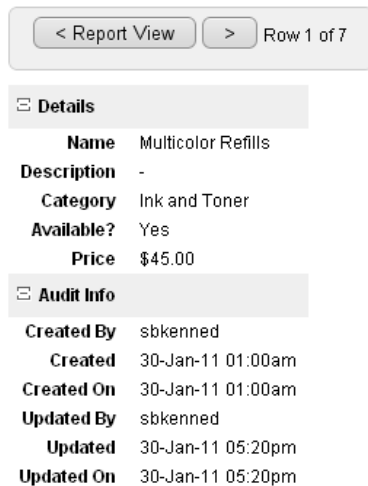 < Report View > Row 1 of 7
Details
Name Multicolor Refills
Description -
Category Ink and Toner
Available? Yes
Price $45.00
Audit Info
Created By sbkenned
Created 30-Jan-11 01:00am
Created On 30-Jan-11 01:00am
Updated By sbkenned
Updated 30-Jan-11 05:20pm
Updated On 30-Jan-11 05:20pm